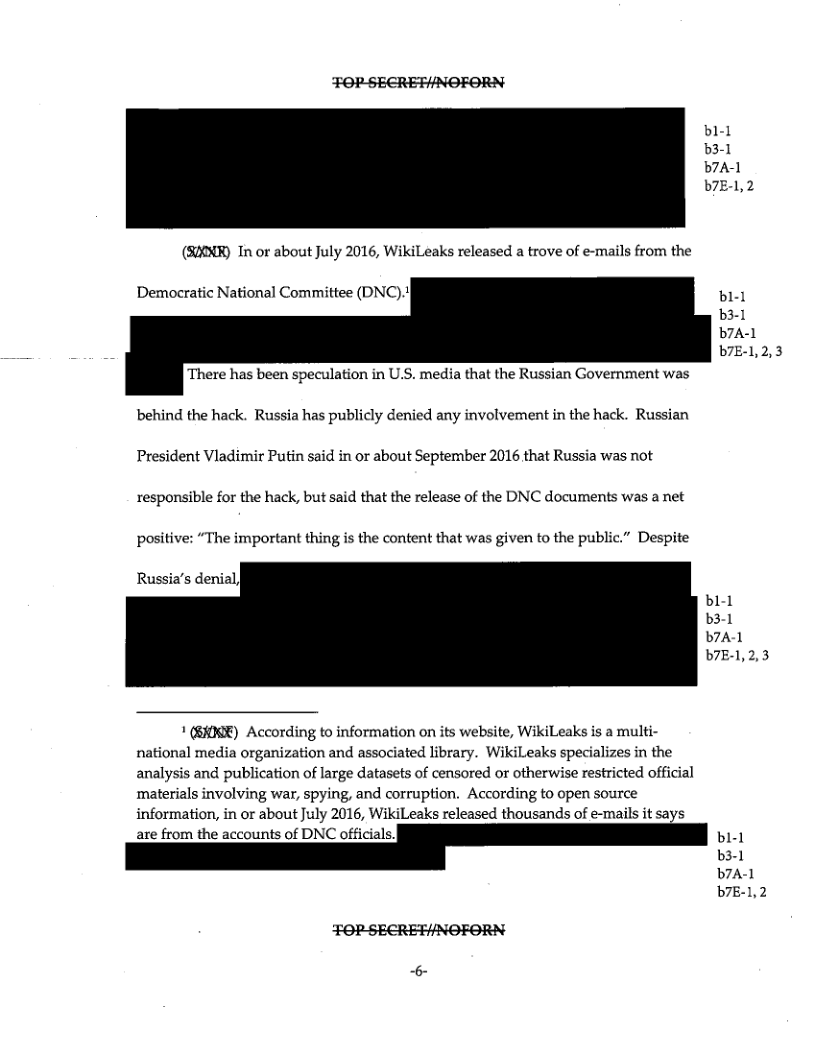 TOP SECRET//NOFORN
b1-1
b3-1
b7A-1
b7E-1, 2
In or about July 2016, WikiLeaks released a trove of e-mails from the
Democratic National Committee (DNC).¹
b1-1
b3-1
b7A-1
b7E-1, 2, 3
There has been speculation in U.S. media that the Russian Government was
behind the hack. Russia has publicly denied any involvement in the hack. Russian
President Vladimir Putin said in or about September 2016 that Russia was not
responsible for the hack, but said that the release of the DNC documents was a net
positive: "The important thing is the content that was given to the public." Despite
Russia's denial,
b1-1
b3-1
b7A-1
b7E-1, 2, 3
¹ According to information on its website, WikiLeaks is a multi-
national media organization and associated library. WikiLeaks specializes in the
analysis and publication of large datasets of censored or otherwise restricted official
materials involving war, spying, and corruption. According to open source
information, in or about July 2016, WikiLeaks released thousands of e-mails it says
are from the accounts of DNC officials.
b1-1
b3-1
b7A-1
b7E-1, 2
TOP SECRET//NOFORN
-6-